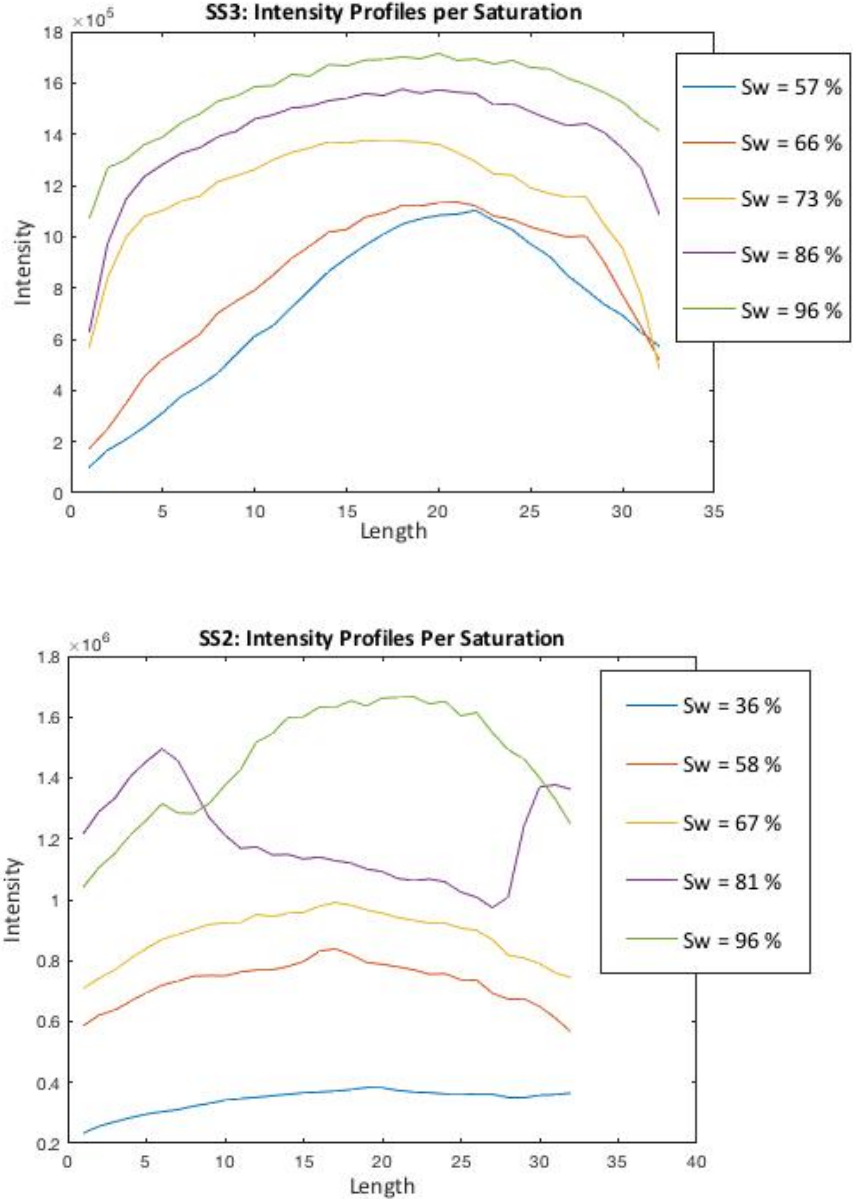 SS3: Intensity Profiles per Saturation
×10⁵
18
16
14
12
10
8
6
4
2
0
Intensity
0 5 10 15 20 25 30 35
Length
Sw = 57 %
Sw = 66 %
Sw = 73 %
Sw = 86 %
Sw = 96 %
SS2: Intensity Profiles Per Saturation
×10⁶
1.8
1.6
1.4
1.2
1
0.8
0.6
0.4
0.2
Intensity
0 5 10 15 20 25 30 35 40
Length
Sw = 36 %
Sw = 58 %
Sw = 67 %
Sw = 81 %
Sw = 96 %